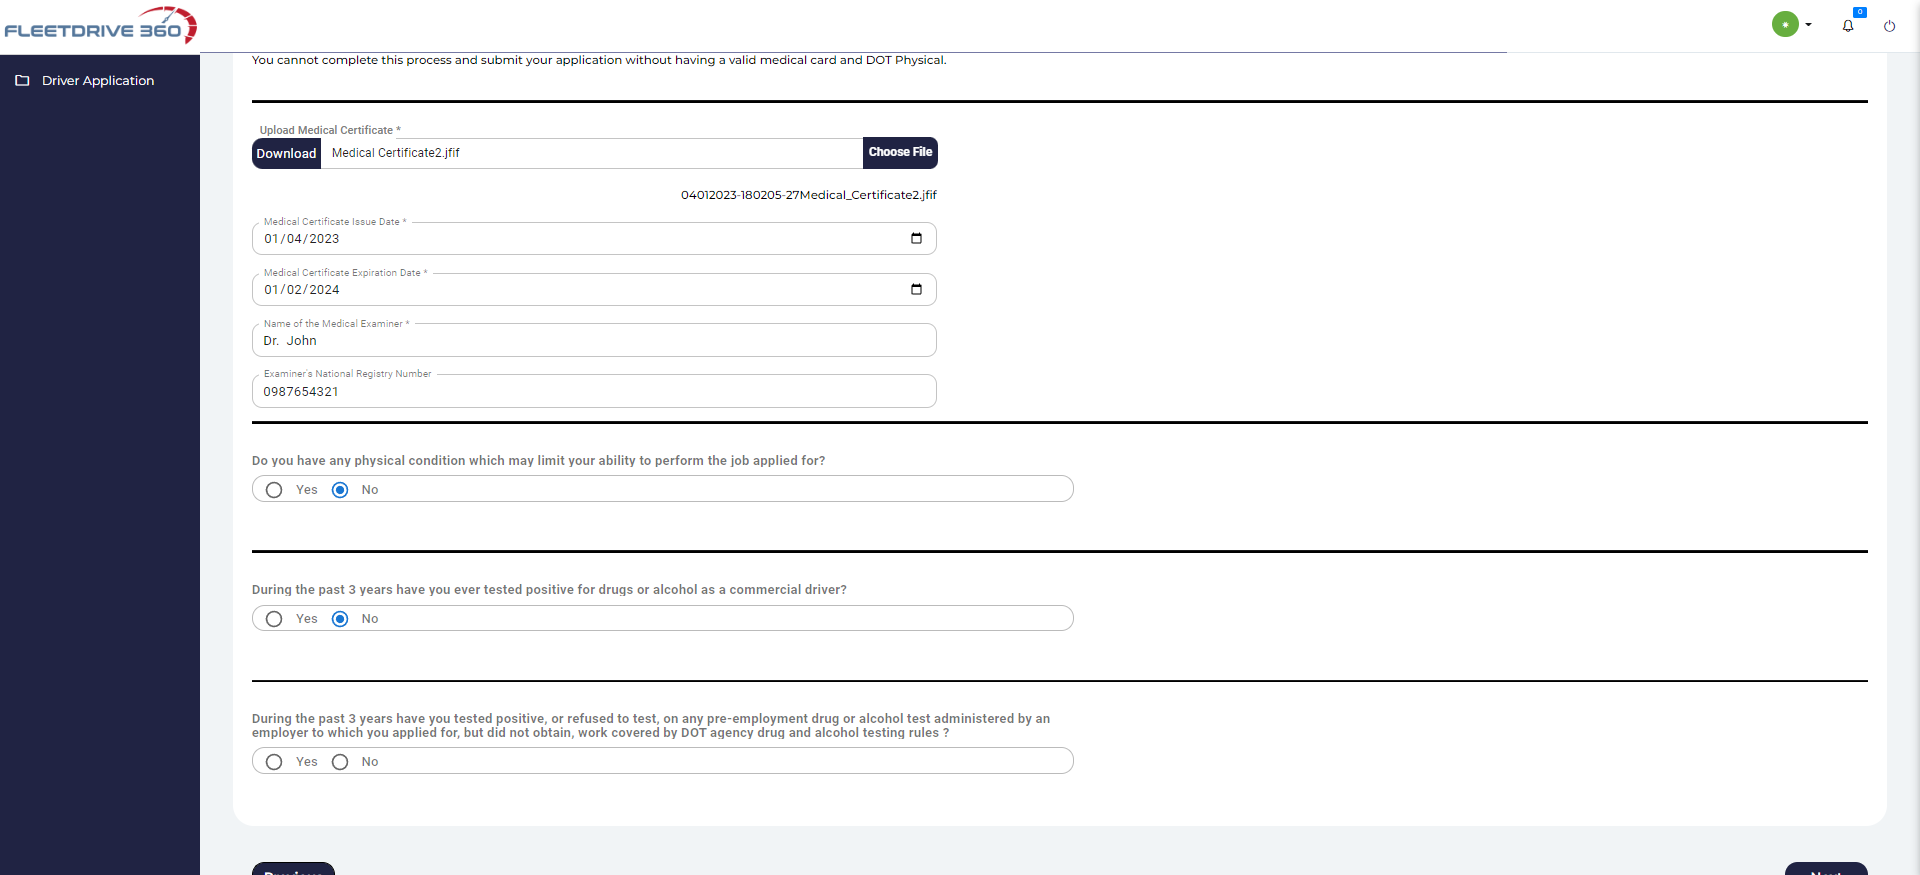 FLEETDRIVE 360
0
Driver Application
You cannot complete this process and submit your application without having a valid medical card and DOT Physical.
Upload Medical Certificate *
Download Medical Certificate2.jfif Choose File
04012023-180205-27Medical_Certificate2.jfif
Medical Certificate Issue Date *
01/04/2023
Medical Certificate Expiration Date *
01/02/2024
Name of the Medical Examiner *
Dr. John
Examiner's National Registry Number
0987654321
Do you have any physical condition which may limit your ability to perform the job applied for?
Yes No
During the past 3 years have you ever tested positive for drugs or alcohol as a commercial driver?
Yes No
During the past 3 years have you tested positive, or refused to test, on any pre-employment drug or alcohol test administered by an
employer to which you applied for, but did not obtain, work covered by DOT agency drug and alcohol testing rules ?
Yes No